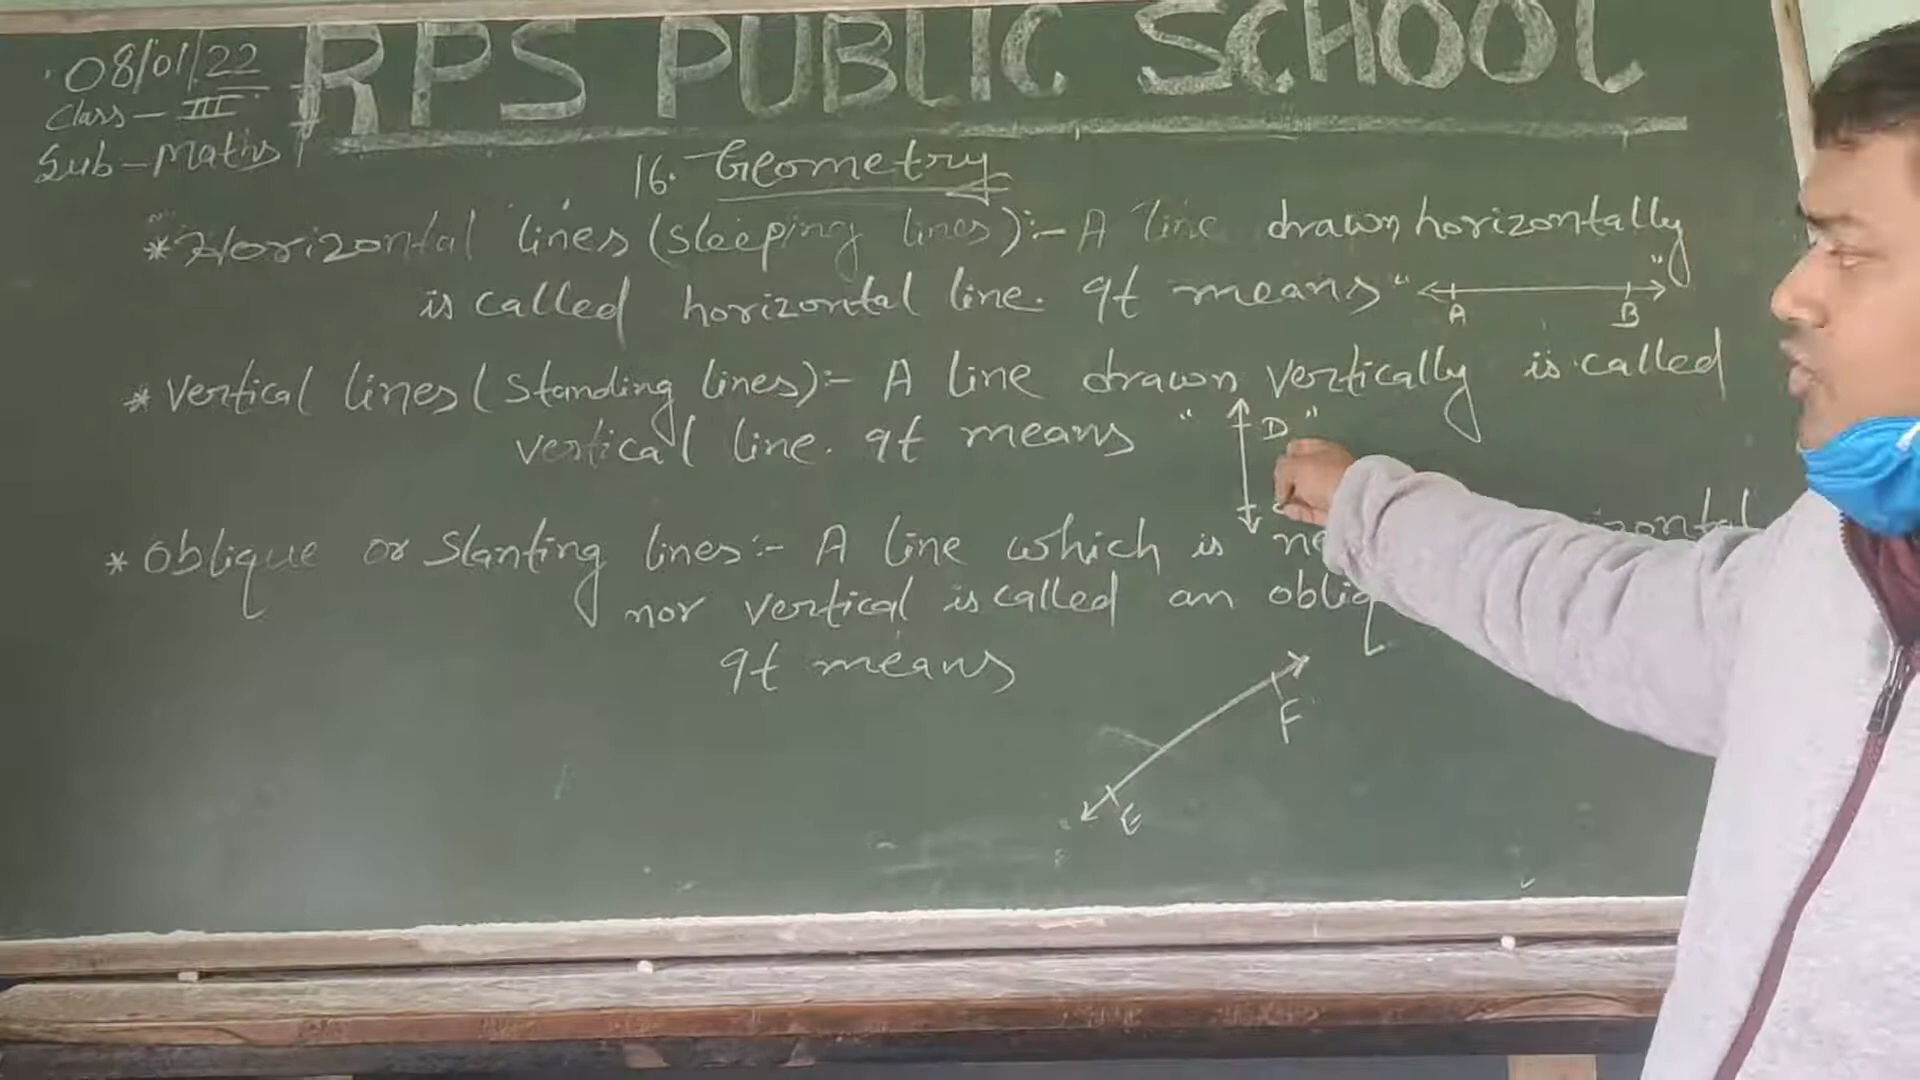 08/01/22
RPS PUBLIC SCHOOL
Class - III
Sub - Maths
16. Geometry
* Horizontal lines (sleeping lines):- A line drawn horizontally
is called horizontal line. It means " A B "
* Vertical lines (Standing lines):- A line drawn vertically is called
vertical line. It means " D "
* Oblique or Slanting lines:- A line which is
nor vertical is called an
It means
F
E